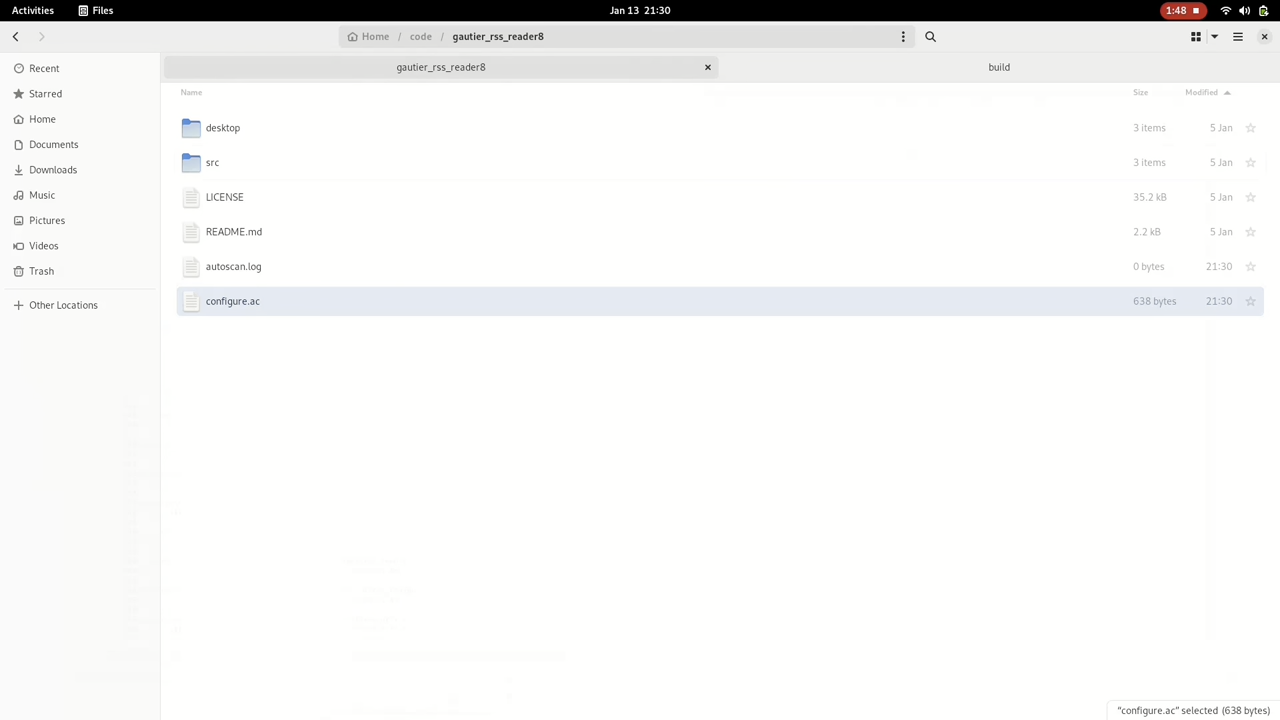 Activities Files Jan 13 21:30 1:48
Home / code / gautier_rss_reader8
gautier_rss_reader8 build
Name Size Modified
Recent
Starred
Home
Documents
Downloads
Music
Pictures
Videos
Trash
Other Locations
desktop 3 items 5 Jan
src 3 items 5 Jan
LICENSE 35.2 kB 5 Jan
README.md 2.2 kB 5 Jan
autoscan.log 0 bytes 21:30
configure.ac 638 bytes 21:30
“configure.ac” selected (638 bytes)